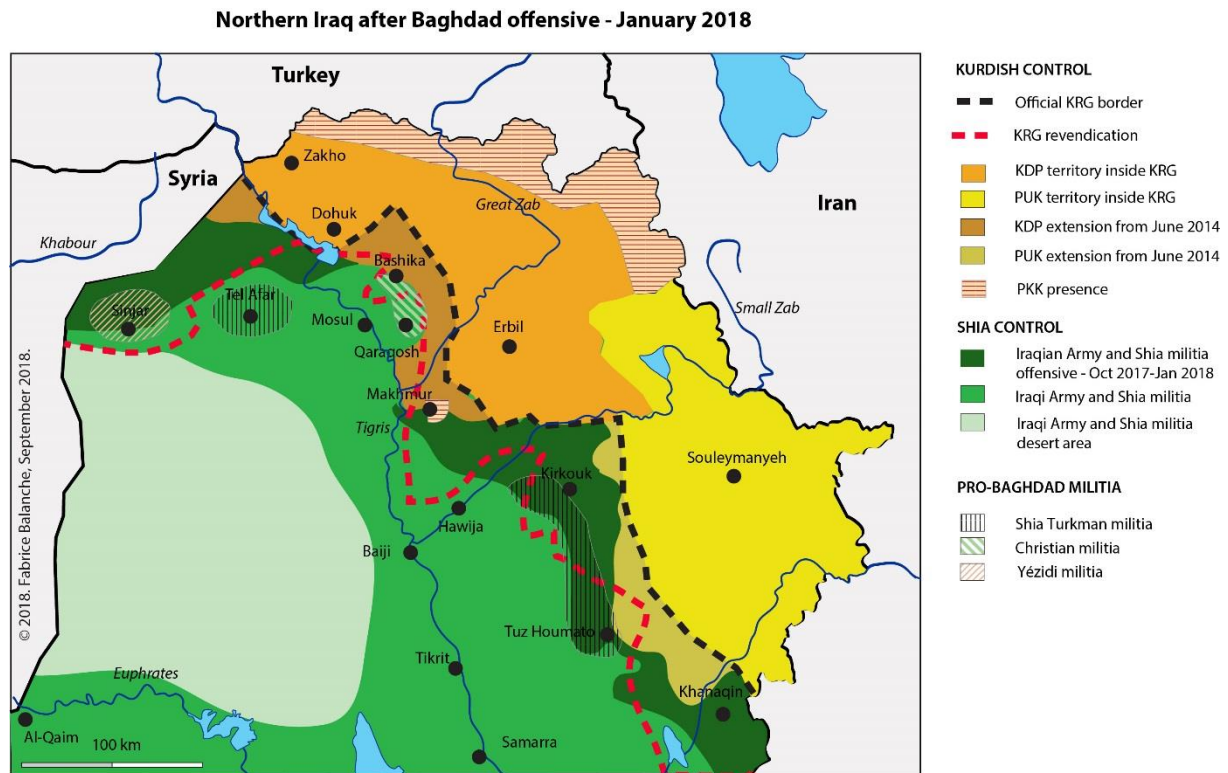 Northern Iraq after Baghdad offensive - January 2018
Turkey
Syria
Iran
Zakho
Great Zab
Dohuk
Khabour
Bashika
Small Zab
Tel Afar
Sinjar
Mosul
Erbil
Qaraqosh
Makhmur
Tigris
Souleymanyeh
Kirkouk
Hawija
Baiji
Tuz Houmato
Tikrit
Euphrates
Khanaqin
Al-Qaim
100 km
Samarra
© 2018. Fabrice Balanche, September 2018.
KURDISH CONTROL
Official KRG border
KRG revendication
KDP territory inside KRG
PUK territory inside KRG
KDP extension from June 2014
PUK extension from June 2014
PKK presence
SHIA CONTROL
Iraqian Army and Shia militia
offensive - Oct 2017-Jan 2018
Iraqi Army and Shia militia
Iraqi Army and Shia militia
desert area
PRO-BAGHDAD MILITIA
Shia Turkman militia
Christian militia
Yézidi militia